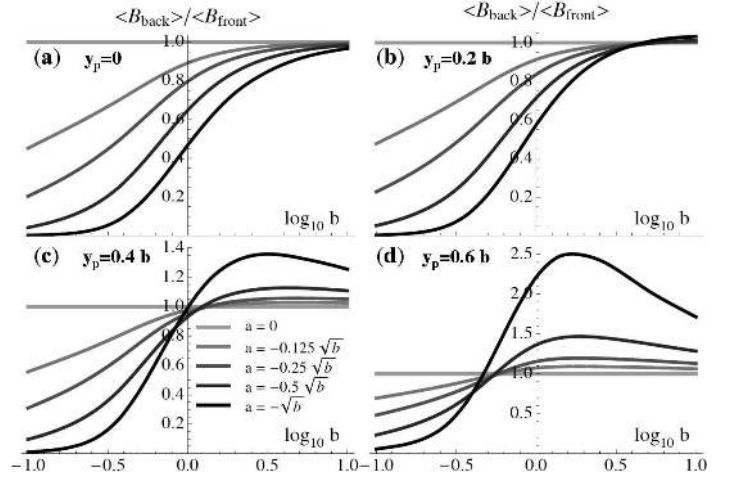 <B_back>/<B_front>
<B_back>/<B_front>
(a) y_p=0
1.0
0.8
0.6
0.4
0.2
log₁₀ b
(b) y_p=0.2 b
1.0
0.8
0.6
0.4
0.2
log₁₀ b
(c) y_p=0.4 b
1.4
1.2
1.0
0.8
0.6
0.4
0.2
a = 0
a = −0.125 √b
a = −0.25 √b
a = −0.5 √b
a = −√b
log₁₀ b
−1.0 −0.5 0.0 0.5 1.0
(d) y_p=0.6 b
2.5
2.0
1.5
1.0
0.5
log₁₀ b
−1.0 −0.5 0.0 0.5 1.0